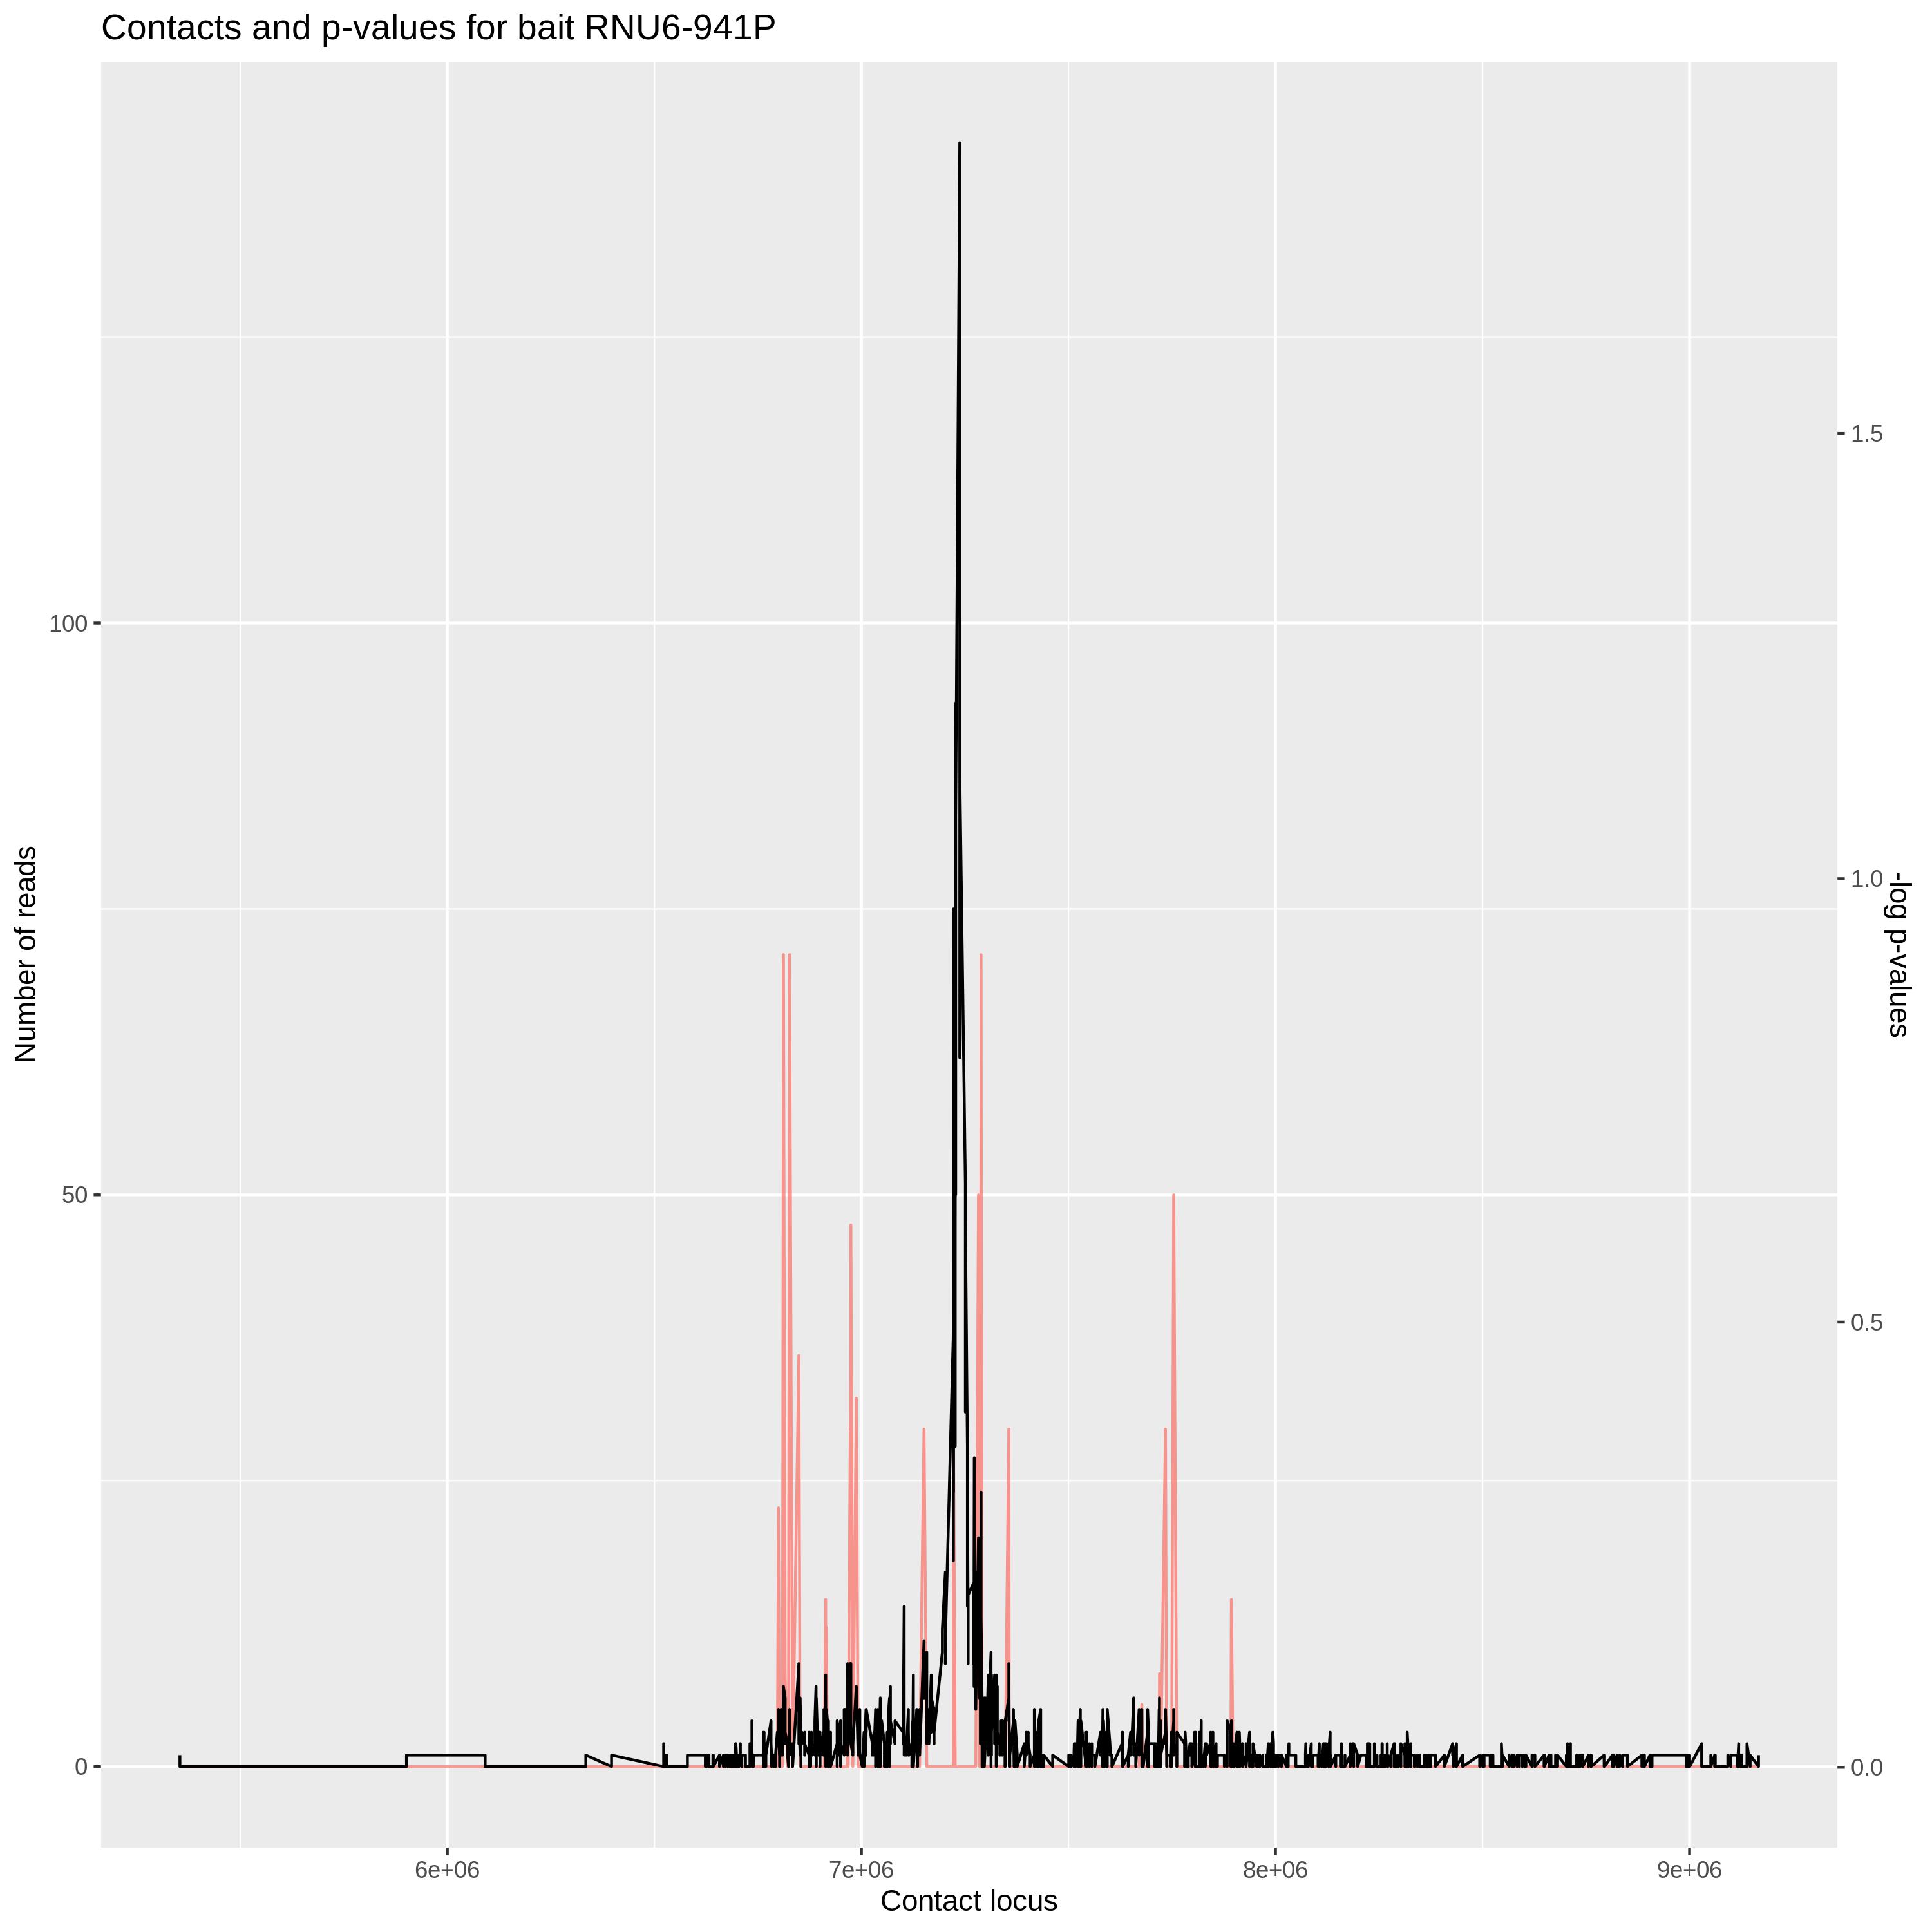 Contacts and p-values for bait RNU6-941P
Number of reads
100
50
0
1.5
1.0
0.5
0.0
-log p-values
6e+06
7e+06
8e+06
9e+06
Contact locus